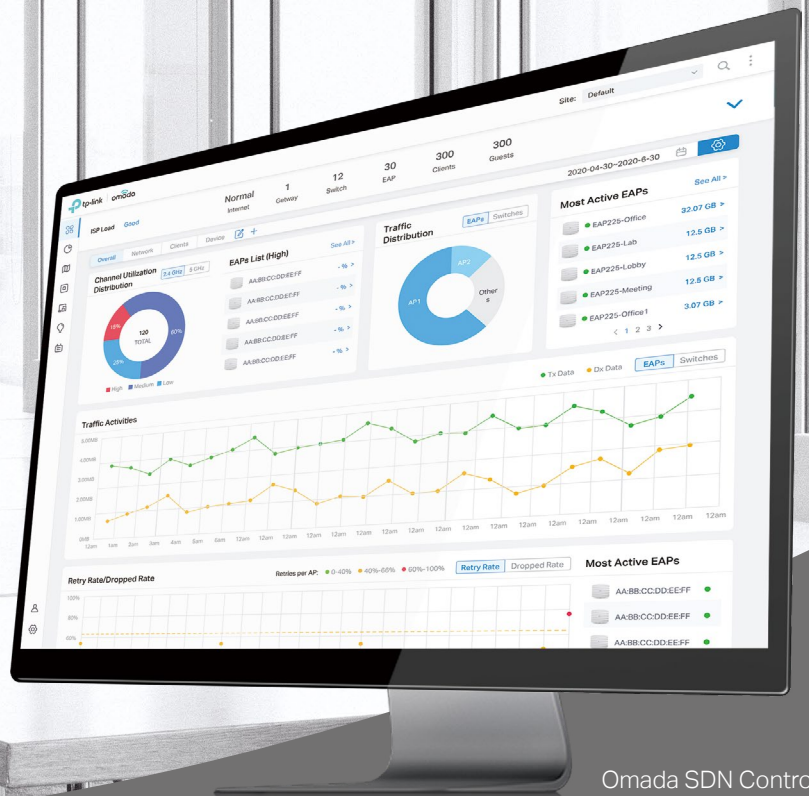 Site: Default
tp-link omada
Normal
Internet
1
Getway
12
Switch
30
EAP
300
Clients
300
Guests
ISP Load Good
2020-04-30~2020-6-30
Overall Network Clients Device
Channel Utilization Distribution
2.4 GHz 5 GHz
15%
60%
25%
120
TOTAL
High Medium Low
EAPs List (High)
See All >
AA:BB:CC:DD:EE:FF - % >
AA:BB:CC:DD:EE:FF - % >
AA:BB:CC:DD:EE:FF - % >
AA:BB:CC:DD:EE:FF - % >
AA:BB:CC:DD:EE:FF - % >
Traffic
Distribution
EAPs Switches
AP1
AP2
Other
s
Most Active EAPs
See All >
EAP225-Office 32.07 GB >
EAP225-Lab 12.5 GB >
EAP225-Lobby 12.5 GB >
EAP225-Meeting 12.5 GB >
EAP225-Office1 3.07 GB >
< 1 2 3 >
Traffic Activities
Tx Data Dx Data
EAPs Switches
5.00MB
4.00MB
3.00MB
2.00MB
1.00MB
0MB
12am 1am 2am 3am 4am 5am 6am 12am 12am 12am 12am 12am 12am 12am 12am 12am 12am 12am 12am 12am 12am 12am 12am
Retry Rate/Dropped Rate
Retries per AP: 0-40% 40%-60% 60%-100%
Retry Rate Dropped Rate
100%
80%
60%
Most Active EAPs
AA:BB:CC:DD:EE:FF
AA:BB:CC:DD:EE:FF
AA:BB:CC:DD:EE:FF
Omada SDN Contro